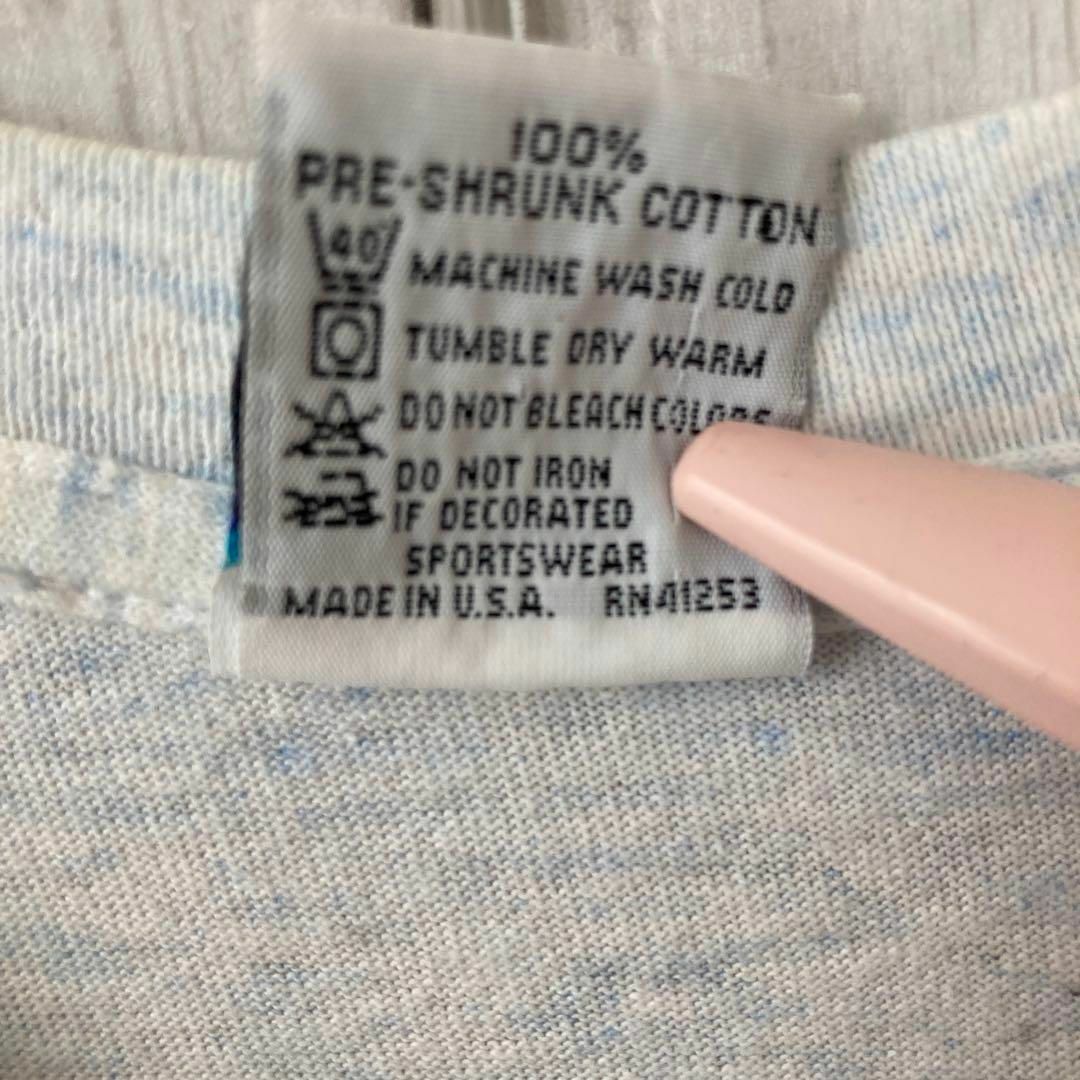 100%
PRE-SHRUNK COTTON
40 MACHINE WASH COLD
TUMBLE DRY WARM
DO NOT BLEACH COLORS
DO NOT IRON
IF DECORATED
SPORTSWEAR
MADE IN U.S.A. RN41253